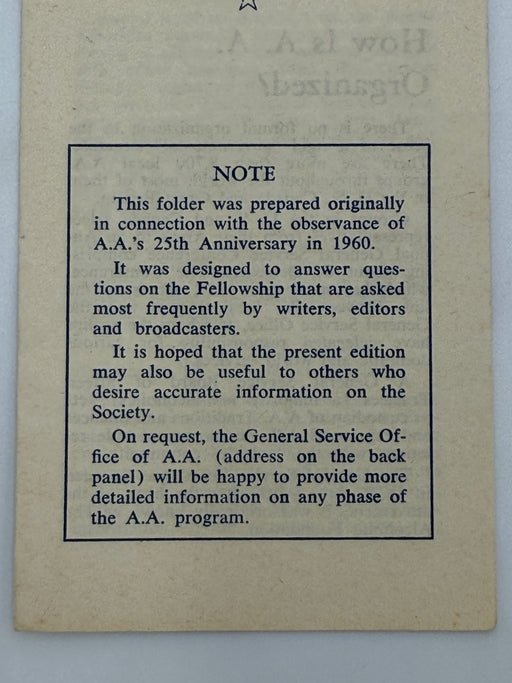 NOTE
This folder was prepared originally
in connection with the observance of
A.A.'s 25th Anniversary in 1960.
It was designed to answer ques-
tions on the Fellowship that are asked
most frequently by writers, editors
and broadcasters.
It is hoped that the present edition
may also be useful to others who
desire accurate information on the
Society.
On request, the General Service Of-
fice of A.A. (address on the back
panel) will be happy to provide more
detailed information on any phase of
the A.A. program.